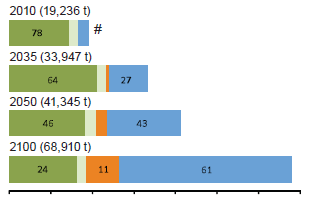 2010 (19,236 t)
78 #
2035 (33,947 t)
64 27
2050 (41,345 t)
46 43
2100 (68,910 t)
24 11 61